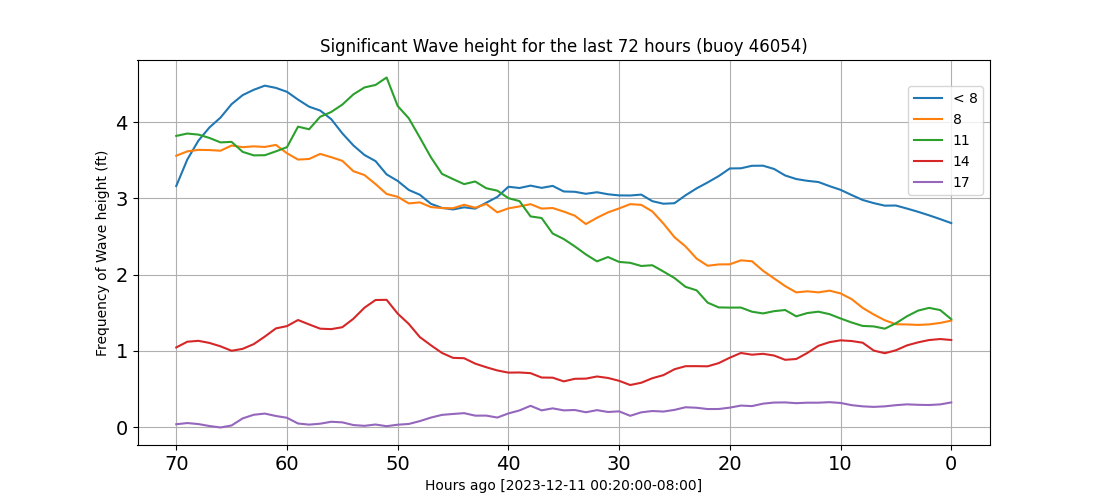 Significant Wave height for the last 72 hours (buoy 46054)
Frequency of Wave height (ft)
4
3
2
1
0
< 8
8
11
14
17
70 60 50 40 30 20 10 0
Hours ago [2023-12-11 00:20:00-08:00]